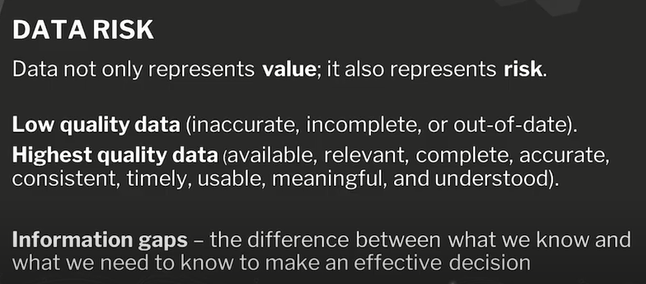 DATA RISK
Data not only represents value; it also represents risk.
Low quality data (inaccurate, incomplete, or out-of-date).
Highest quality data (available, relevant, complete, accurate,
consistent, timely, usable, meaningful, and understood).
Information gaps – the difference between what we know and
what we need to know to make an effective decision